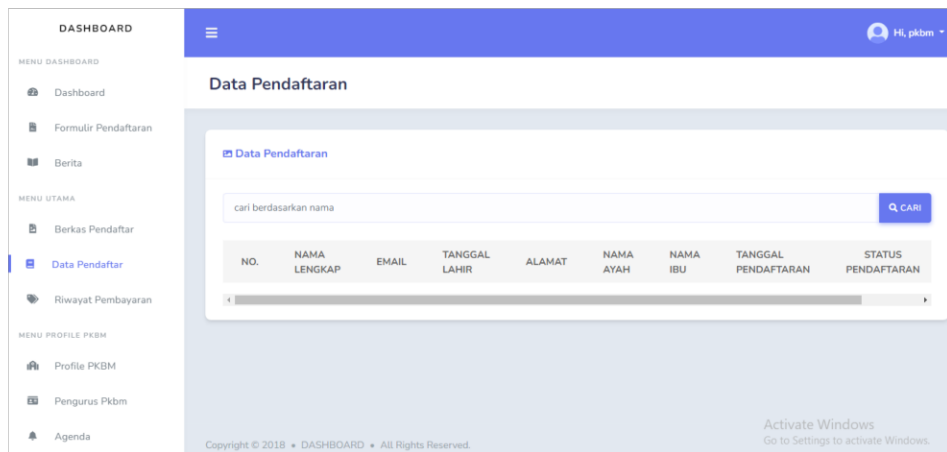 DASHBOARD
Hi, pkbm
MENU DASHBOARD
Dashboard
Formulir Pendaftaran
Berita
MENU UTAMA
Berkas Pendaftar
Data Pendaftar
Riwayat Pembayaran
MENU PROFILE PKBM
Profile PKBM
Pengurus Pkbm
Agenda
Data Pendaftaran
Data Pendaftaran
cari berdasarkan nama
CARI
NO.
NAMA
LENGKAP
EMAIL
TANGGAL
LAHIR
ALAMAT
NAMA
AYAH
NAMA
IBU
TANGGAL
PENDAFTARAN
STATUS
PENDAFTARAN
Copyright © 2018 • DASHBOARD • All Rights Reserved.
Activate Windows
Go to Settings to activate Windows.